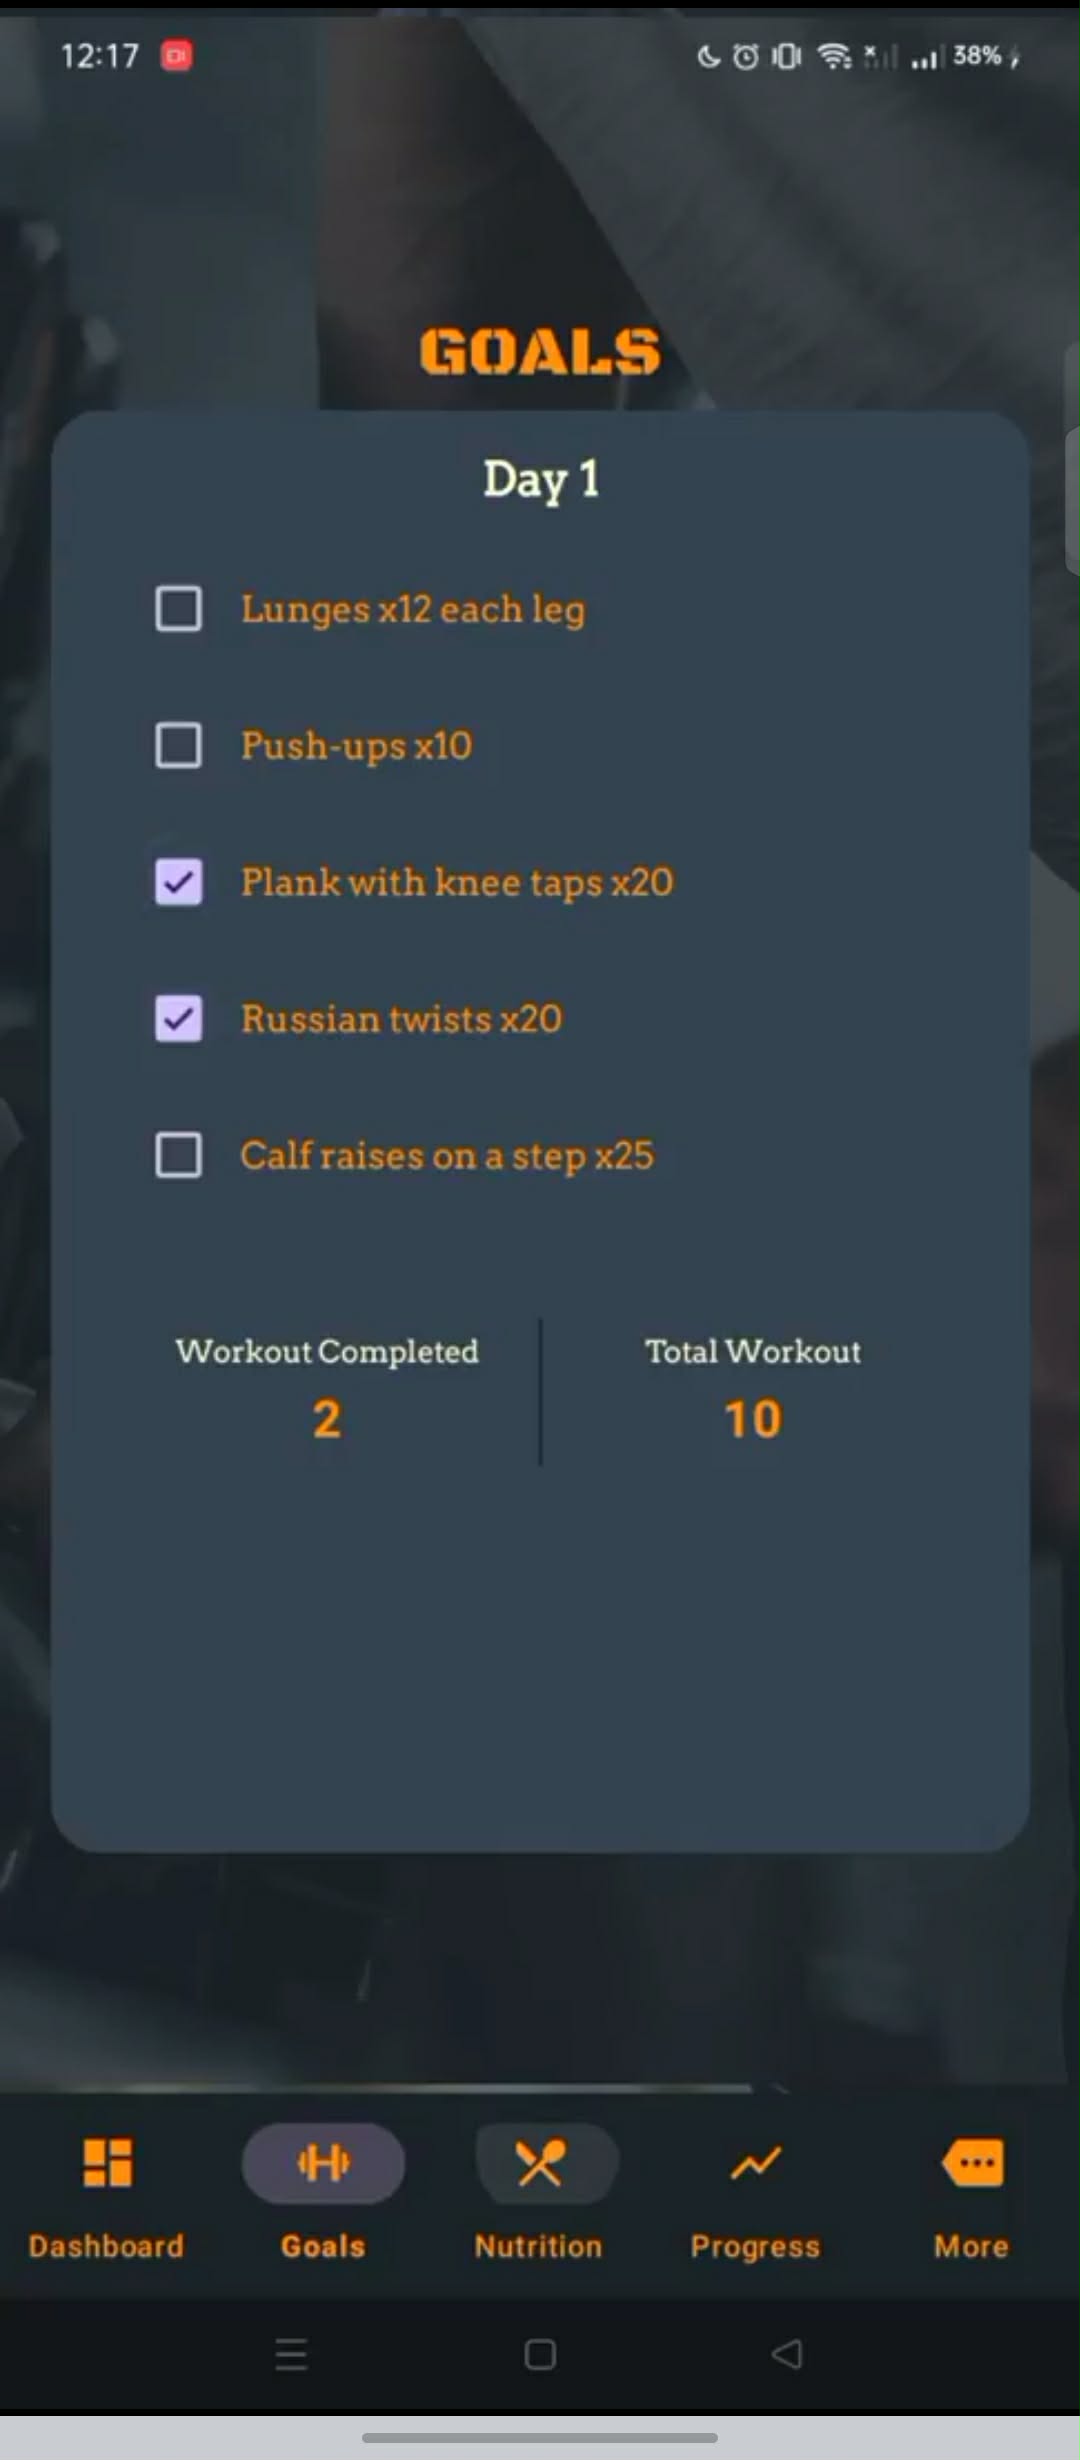 12:17
38%
GOALS
Day 1
Lunges x12 each leg
Push-ups x10
Plank with knee taps x20
Russian twists x20
Calf raises on a step x25
Workout Completed
Total Workout
2
10
Dashboard
Goals
Nutrition
Progress
More